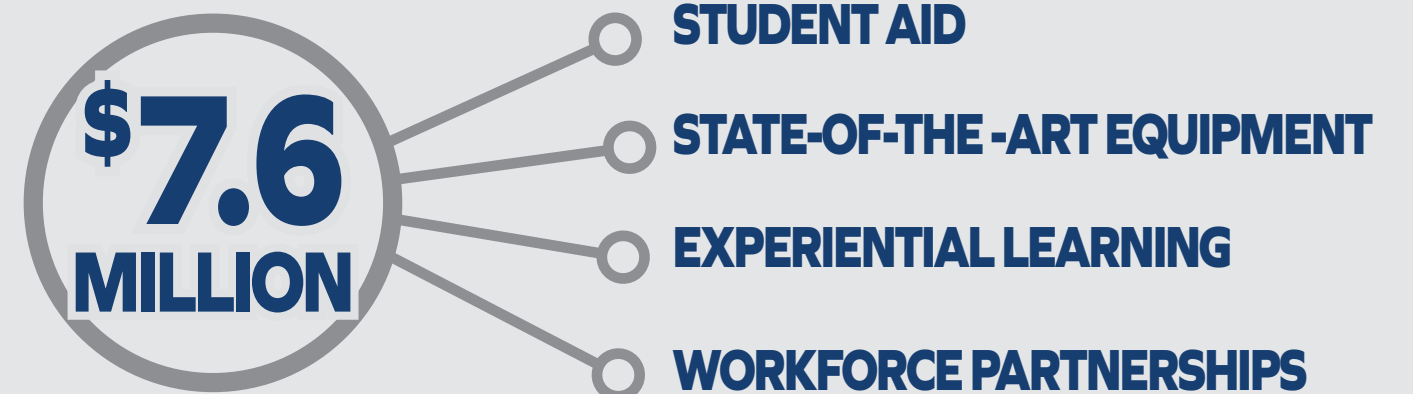 $7.6
MILLION
STUDENT AID
STATE-OF-THE -ART EQUIPMENT
EXPERIENTIAL LEARNING
WORKFORCE PARTNERSHIPS